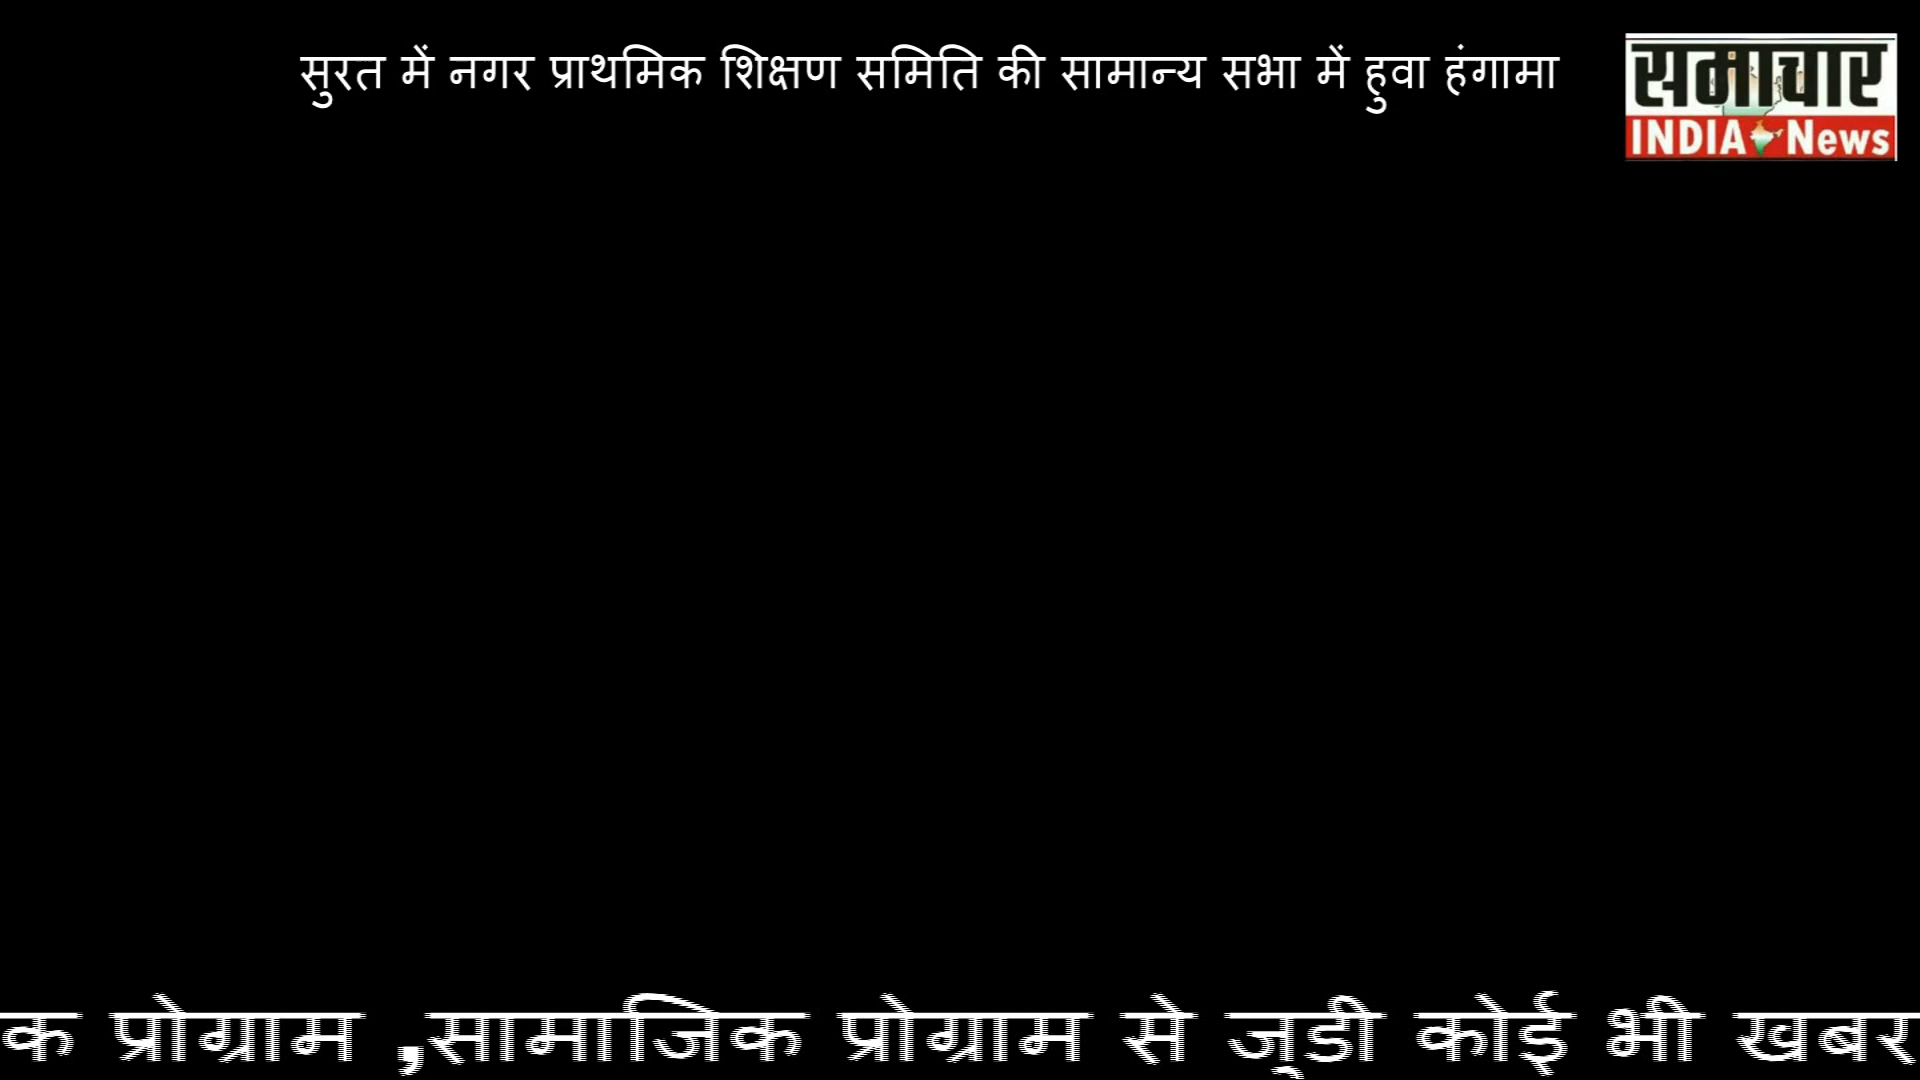 सुरत में नगर प्राथमिक शिक्षण समिति की सामान्य सभा में हुवा हंगामा
समाचार
INDIA News
क प्रोग्राम ,सामाजिक प्रोग्राम से जुडी कोई भी खबर